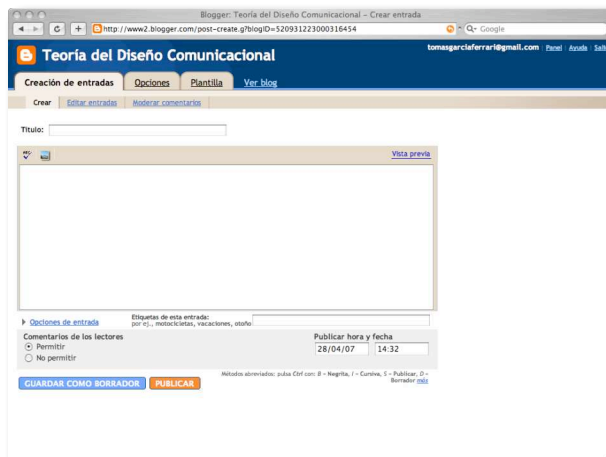 Blogger: Teoría del Diseño Comunicacional – Crear entrada
http://www2.blogger.com/post-create.g?blogID=520931223000316454
Google
Teoría del Diseño Comunicacional
tomasgarciaferrari@gmail.com | Panel | Ayuda | Sali
Creación de entradas Opciones Plantilla Ver blog
Crear Editar entradas Moderar comentarios
Título:
ABC Vista previa
Opciones de entrada
Etiquetas de esta entrada:
por ej., motocicletas, vacaciones, otoño
Comentarios de los lectores
Permitir
No permitir
Publicar hora y fecha
28/04/07 14:32
GUARDAR COMO BORRADOR PUBLICAR
Métodos abreviados: pulsa Ctrl con: B = Negrita, I = Cursiva, S = Publicar, D =
Borrador más